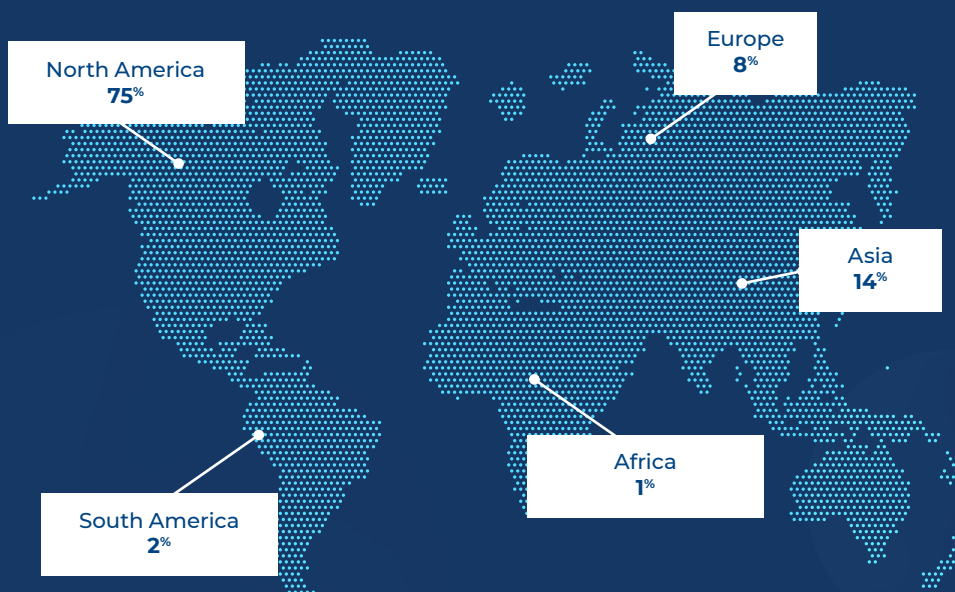 North America
75%
Europe
8%
Asia
14%
Africa
1%
South America
2%